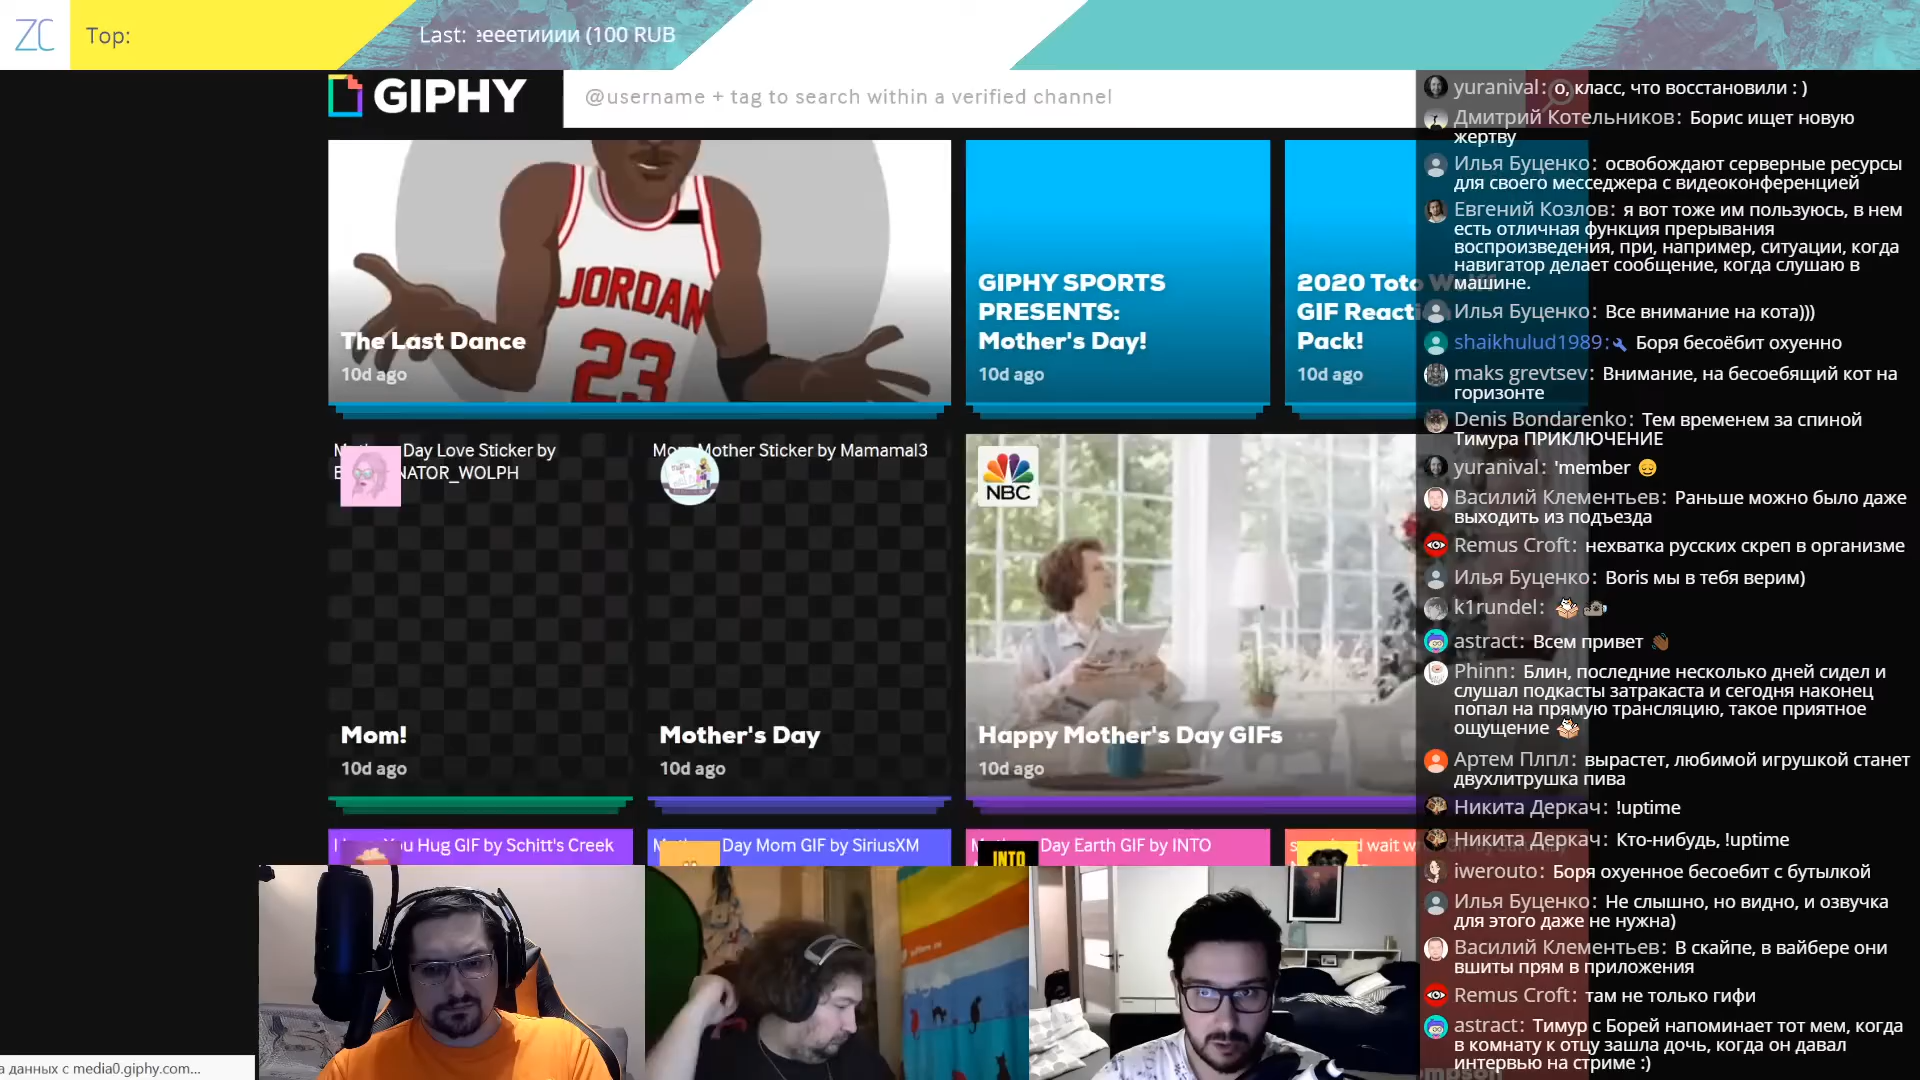 ZC
Top:
Last: ееетииии (100 RUB
GIPHY
@username + tag to search within a verified channel
JORDAN
23
The Last Dance
10d ago
GIPHY SPORTS
PRESENTS:
Mother's Day!
10d ago
2020 Toto
GIF Reacti
Pack!
10d ago
Day Love Sticker by
NATOR_WOLPH
Mom!
10d ago
Mother Sticker by Mamamal3
Mother's Day
10d ago
NBC
Happy Mother's Day GIFs
10d ago
You Hug GIF by Schitt's Creek
Day Mom GIF by SiriusXM
INTO
Day Earth GIF by INTO
wait
а данных с media0.giphy.com...
yuranival: о, класс, что восстановили : )
Дмитрий Котельников: Борис ищет новую
жертву
Илья Буценко: освобождают серверные ресурсы
для своего месседжера с видеоконференцией
Евгений Козлов: я вот тоже им пользуюсь, в нем
есть отличная функция прерывания
воспроизведения, при, например, ситуации, когда
навигатор делает сообщение, когда слушаю в
машине.
Илья Буценко: Все внимание на кота)))
shaikhulud1989: Боря бесоёбит охуенно
maks grevtsev: Внимание, на бесоебящий кот на
горизонте
Denis Bondarenko: Тем временем за спиной
Тимура ПРИКЛЮЧЕНИЕ
yuranival: 'member 😌
Василий Клементьев: Раньше можно было даже
выходить из подъезда
Remus Croft: нехватка русских скреп в организме
Илья Буценко: Boris мы в тебя верим)
k1rundel:
astract: Всем привет 👋🏾
Phinn: Блин, последние несколько дней сидел и
слушал подкасты затракаста и сегодня наконец
попал на прямую трансляцию, такое приятное
ощущение
Артем Плпл: вырастет, любимой игрушкой станет
двухлитрушка пива
Никита Деркач: !uptime
Никита Деркач: Кто-нибудь, !uptime
iwerouto: Боря охуенное бесоебит с бутылкой
Илья Буценко: Не слышно, но видно, и озвучка
для этого даже не нужна)
Василий Клементьев: В скайпе, в вайбере они
вшиты прям в приложения
Remus Croft: там не только гифи
astract: Тимур с Борей напоминает тот мем, когда
в комнату к отцу зашла дочь, когда он давал
интервью на стриме :)